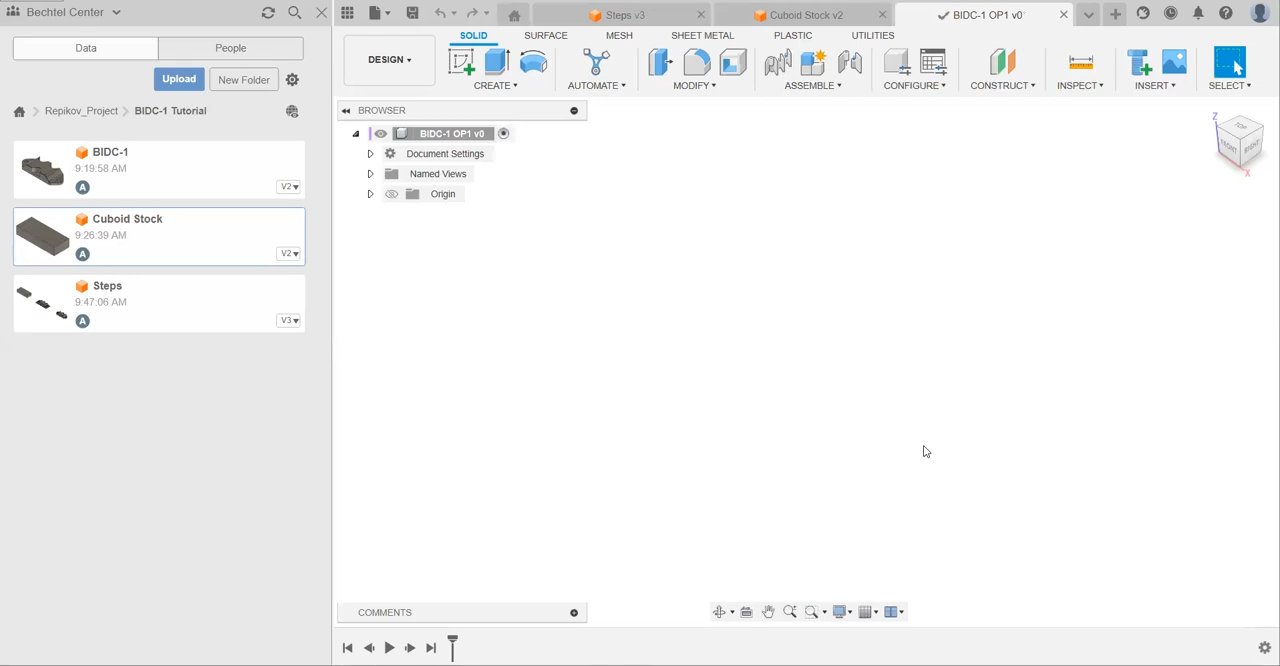 Bechtel Center
Steps v3
Cuboid Stock v2
BIDC-1 OP1 v0*
Data
People
Upload
New Folder
Repikov_Project
BIDC-1 Tutorial
BIDC-1
9:19:58 AM
A
V2
Cuboid Stock
9:26:39 AM
A
V2
Steps
9:47:06 AM
A
V3
DESIGN
SOLID
SURFACE
MESH
SHEET METAL
PLASTIC
UTILITIES
CREATE
AUTOMATE
MODIFY
ASSEMBLE
CONFIGURE
CONSTRUCT
INSPECT
INSERT
SELECT
BROWSER
BIDC-1 OP1 v0
Document Settings
Named Views
Origin
Z
TOP
FRONT
RIGHT
X
COMMENTS